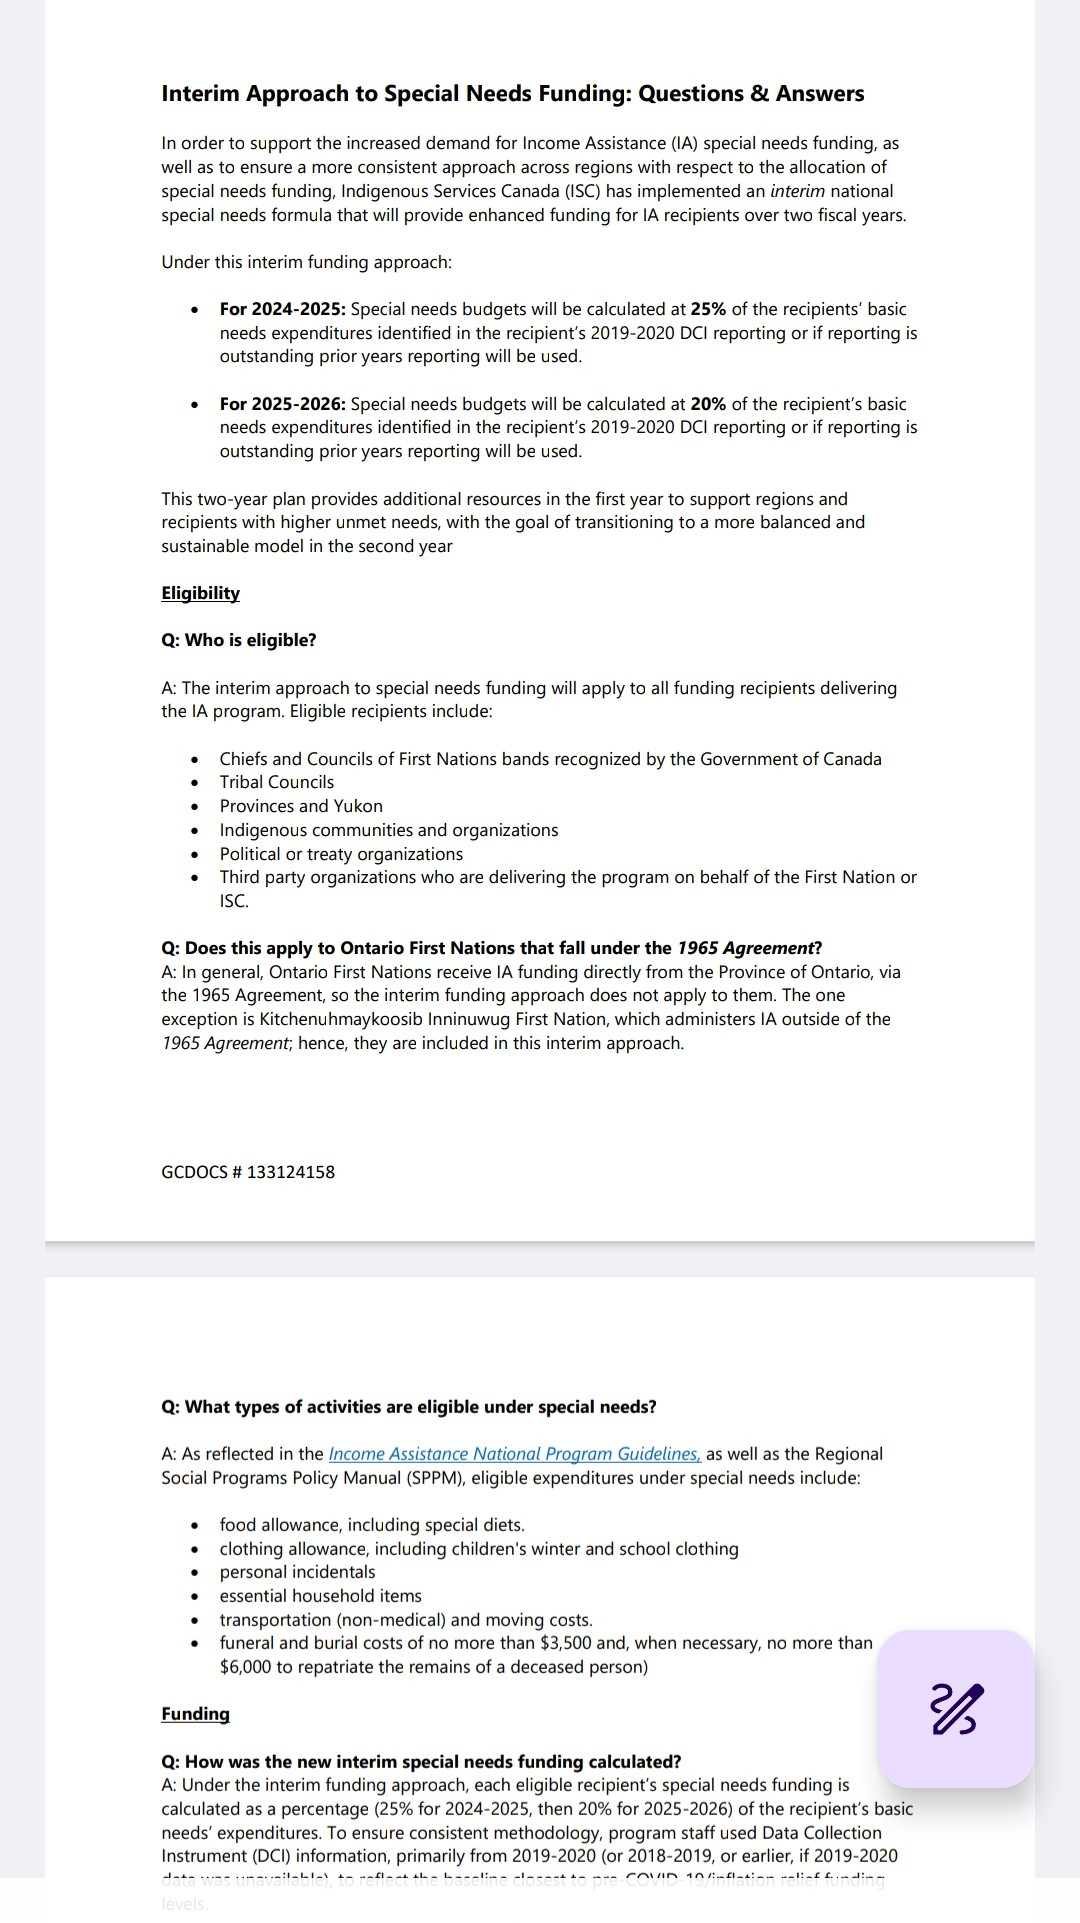 Interim Approach to Special Needs Funding: Questions & Answers
In order to support the increased demand for Income Assistance (IA) special needs funding, as
well as to ensure a more consistent approach across regions with respect to the allocation of
special needs funding, Indigenous Services Canada (ISC) has implemented an interim national
special needs formula that will provide enhanced funding for IA recipients over two fiscal years.
Under this interim funding approach:
• For 2024-2025: Special needs budgets will be calculated at 25% of the recipients’ basic
needs expenditures identified in the recipient’s 2019-2020 DCI reporting or if reporting is
outstanding prior years reporting will be used.
• For 2025-2026: Special needs budgets will be calculated at 20% of the recipient’s basic
needs expenditures identified in the recipient’s 2019-2020 DCI reporting or if reporting is
outstanding prior years reporting will be used.
This two-year plan provides additional resources in the first year to support regions and
recipients with higher unmet needs, with the goal of transitioning to a more balanced and
sustainable model in the second year
Eligibility
Q: Who is eligible?
A: The interim approach to special needs funding will apply to all funding recipients delivering
the IA program. Eligible recipients include:
• Chiefs and Councils of First Nations bands recognized by the Government of Canada
• Tribal Councils
• Provinces and Yukon
• Indigenous communities and organizations
• Political or treaty organizations
• Third party organizations who are delivering the program on behalf of the First Nation or
ISC.
Q: Does this apply to Ontario First Nations that fall under the 1965 Agreement?
A: In general, Ontario First Nations receive IA funding directly from the Province of Ontario, via
the 1965 Agreement, so the interim funding approach does not apply to them. The one
exception is Kitchenuhmaykoosib Inninuwug First Nation, which administers IA outside of the
1965 Agreement; hence, they are included in this interim approach.
GCDOCS # 133124158
Q: What types of activities are eligible under special needs?
A: As reflected in the Income Assistance National Program Guidelines, as well as the Regional
Social Programs Policy Manual (SPPM), eligible expenditures under special needs include:
• food allowance, including special diets.
• clothing allowance, including children's winter and school clothing
• personal incidentals
• essential household items
• transportation (non-medical) and moving costs.
• funeral and burial costs of no more than $3,500 and, when necessary, no more than
$6,000 to repatriate the remains of a deceased person)
Funding
Q: How was the new interim special needs funding calculated?
A: Under the interim funding approach, each eligible recipient’s special needs funding is
calculated as a percentage (25% for 2024-2025, then 20% for 2025-2026) of the recipient’s basic
needs’ expenditures. To ensure consistent methodology, program staff used Data Collection
Instrument (DCI) information, primarily from 2019-2020 (or 2018-2019, or earlier, if 2019-2020
data was unavailable), to reflect the baseline closest to pre-COVID-19/inflation relief funding
levels.